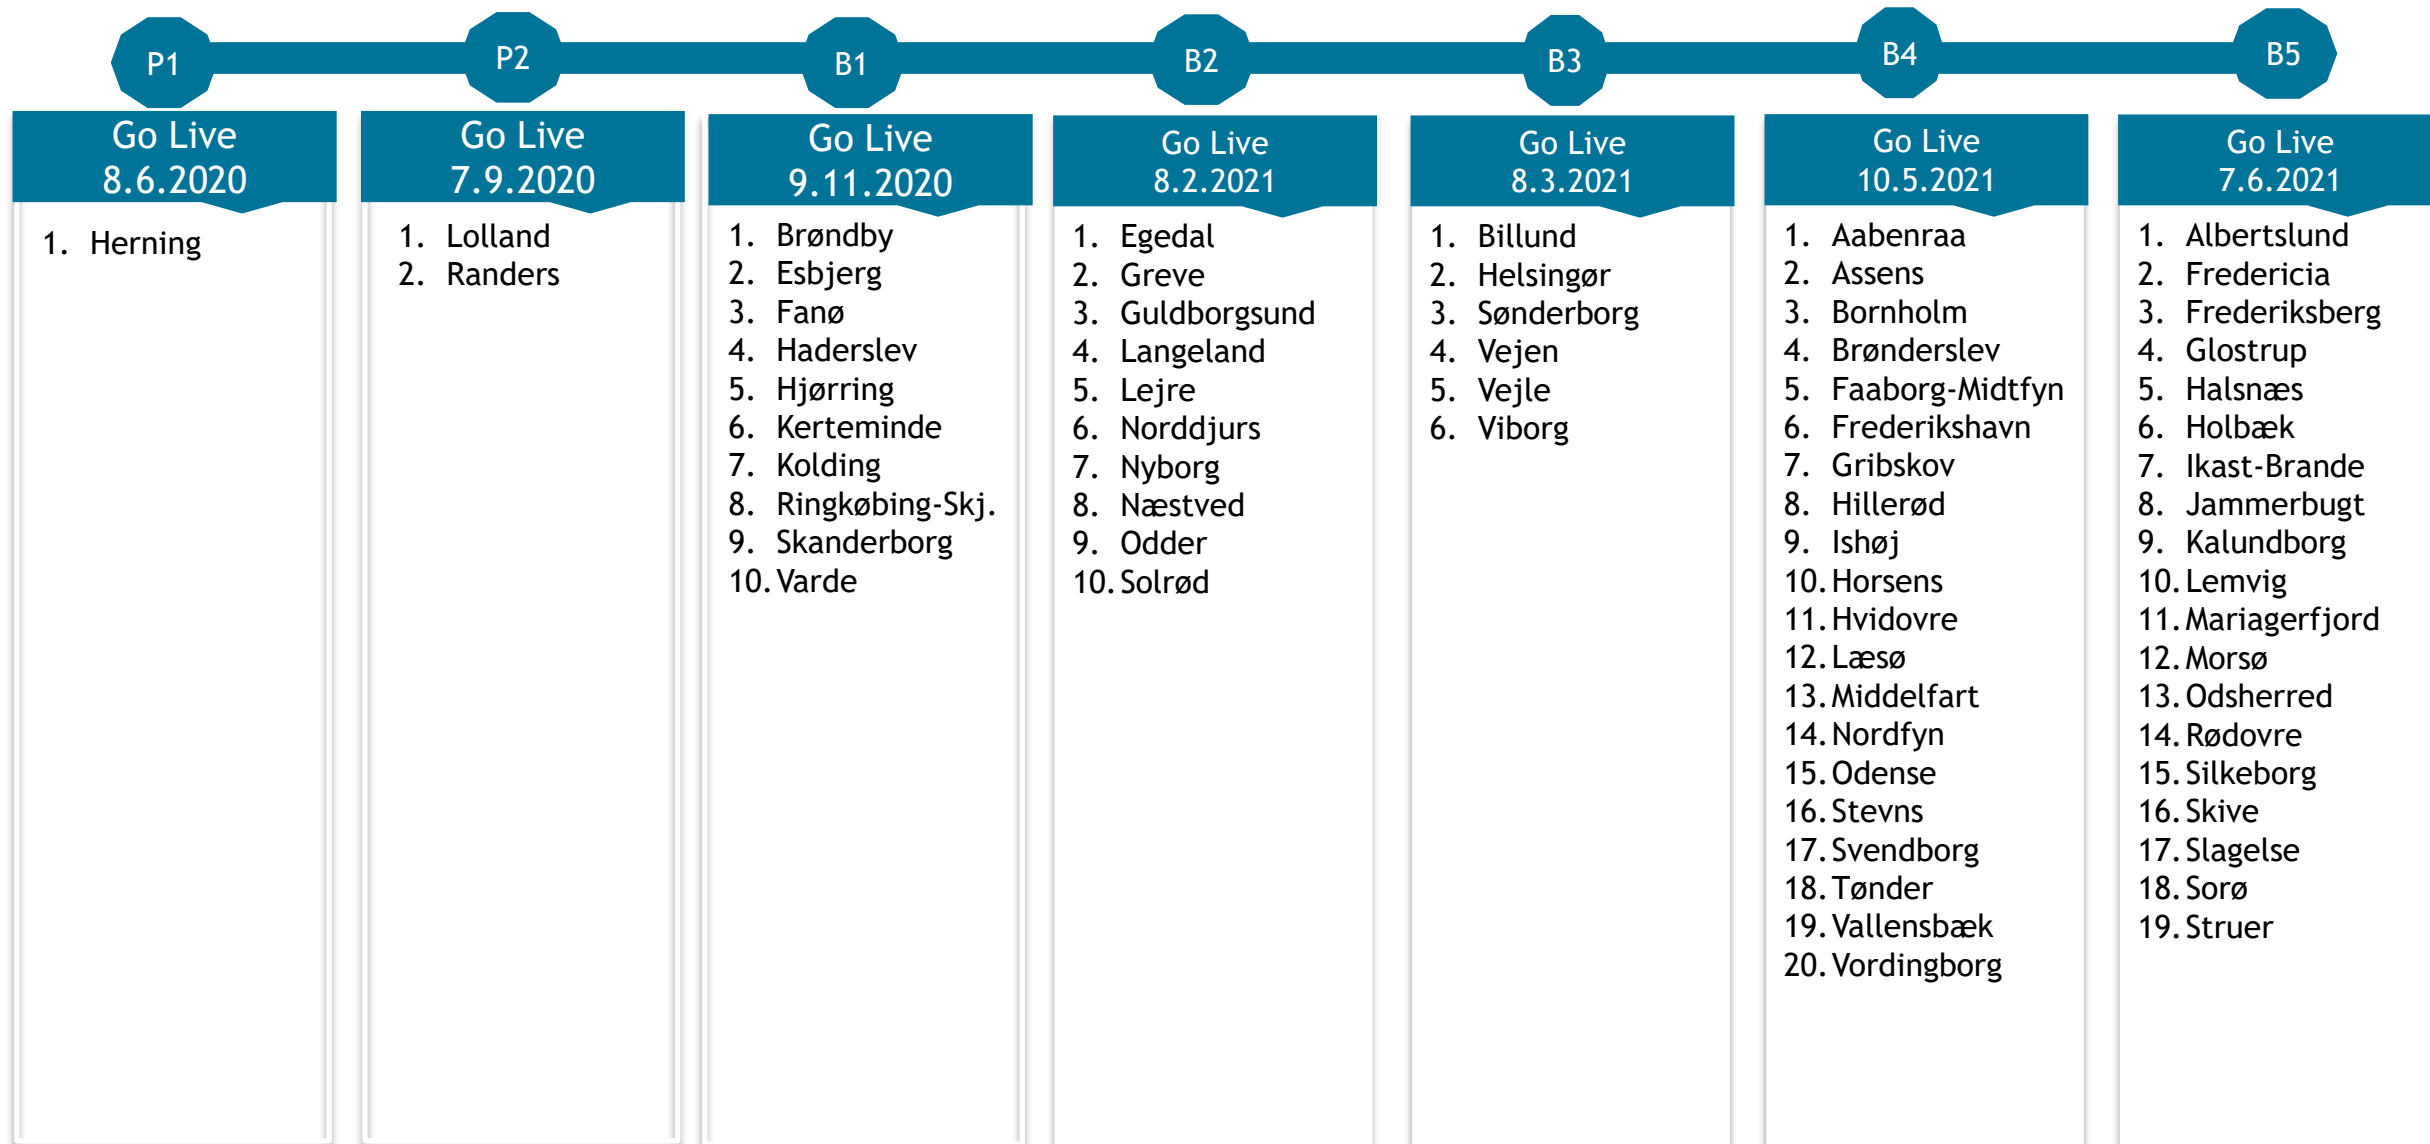 P1
P2
B1
B2
B3
B4
B5
Go Live
8.6.2020
1. Herning
Go Live
7.9.2020
1. Lolland
2. Randers
Go Live
9.11.2020
1. Brøndby
2. Esbjerg
3. Fanø
4. Haderslev
5. Hjørring
6. Kerteminde
7. Kolding
8. Ringkøbing-Skj.
9. Skanderborg
10. Varde
Go Live
8.2.2021
1. Egedal
2. Greve
3. Guldborgsund
4. Langeland
5. Lejre
6. Norddjurs
7. Nyborg
8. Næstved
9. Odder
10. Solrød
Go Live
8.3.2021
1. Billund
2. Helsingør
3. Sønderborg
4. Vejen
5. Vejle
6. Viborg
Go Live
10.5.2021
1. Aabenraa
2. Assens
3. Bornholm
4. Brønderslev
5. Faaborg-Midtfyn
6. Frederikshavn
7. Gribskov
8. Hillerød
9. Ishøj
10. Horsens
11. Hvidovre
12. Læsø
13. Middelfart
14. Nordfyn
15. Odense
16. Stevns
17. Svendborg
18. Tønder
19. Vallensbæk
20. Vordingborg
Go Live
7.6.2021
1. Albertslund
2. Fredericia
3. Frederiksberg
4. Glostrup
5. Halsnæs
6. Holbæk
7. Ikast-Brande
8. Jammerbugt
9. Kalundborg
10. Lemvig
11. Mariagerfjord
12. Morsø
13. Odsherred
14. Rødovre
15. Silkeborg
16. Skive
17. Slagelse
18. Sorø
19. Struer